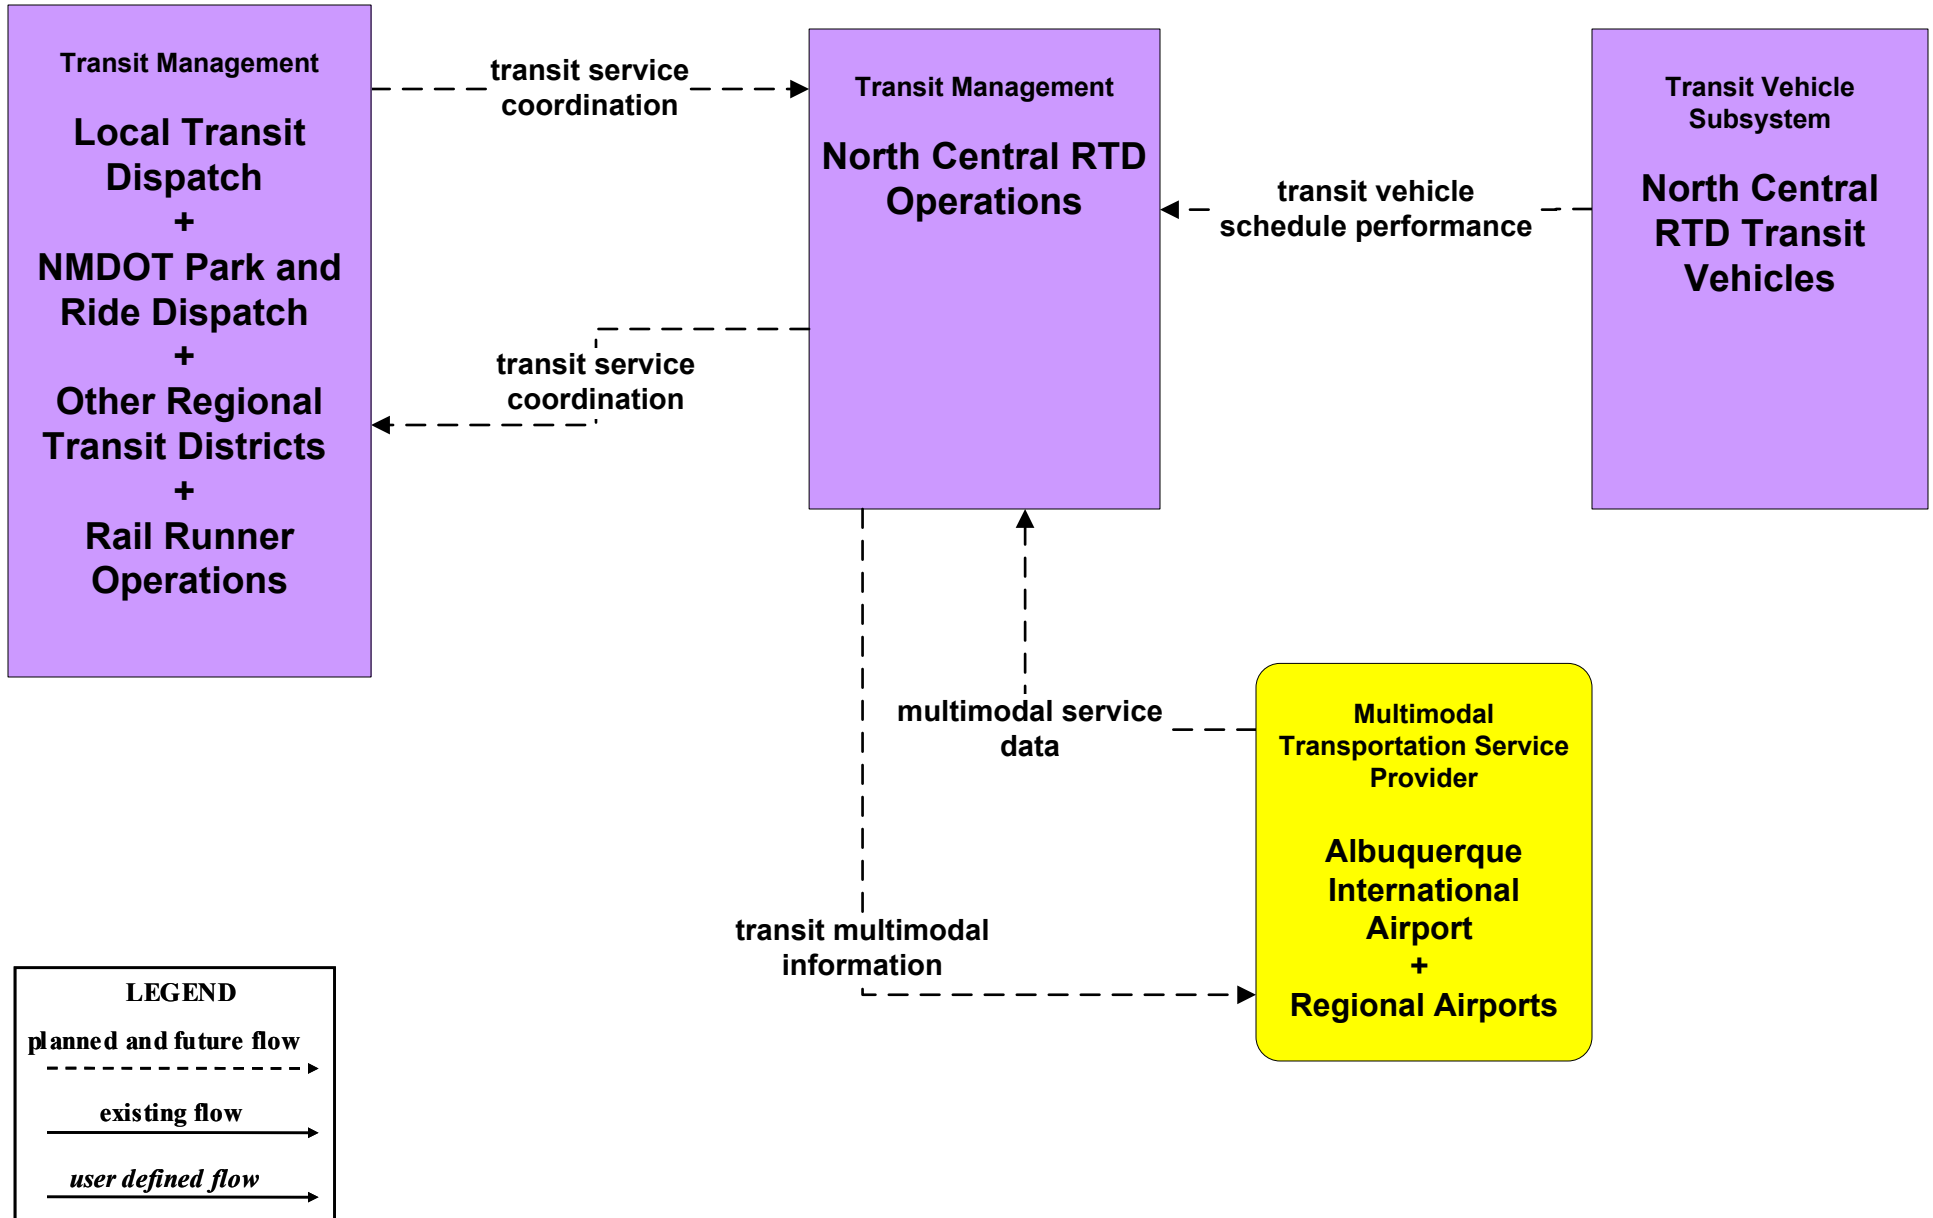 Transit Management
Local Transit
Dispatch
+
NMDOT Park and
Ride Dispatch
+
Other Regional
Transit Districts
+
Rail Runner
Operations
transit service
coordination
transit service
coordination
Transit Management
North Central RTD
Operations
transit vehicle
schedule performance
Transit Vehicle
Subsystem
North Central
RTD Transit
Vehicles
multimodal service
data
transit multimodal
information
Multimodal
Transportation Service
Provider
Albuquerque
International
Airport
+
Regional Airports
LEGEND
planned and future flow
existing flow
user defined flow